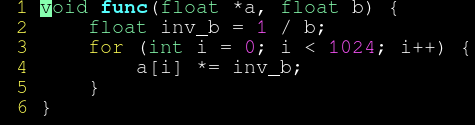 1 void func(float *a, float b) {
2     float inv_b = 1 / b;
3     for (int i = 0; i < 1024; i++) {
4         a[i] *= inv_b;
5     }
6 }